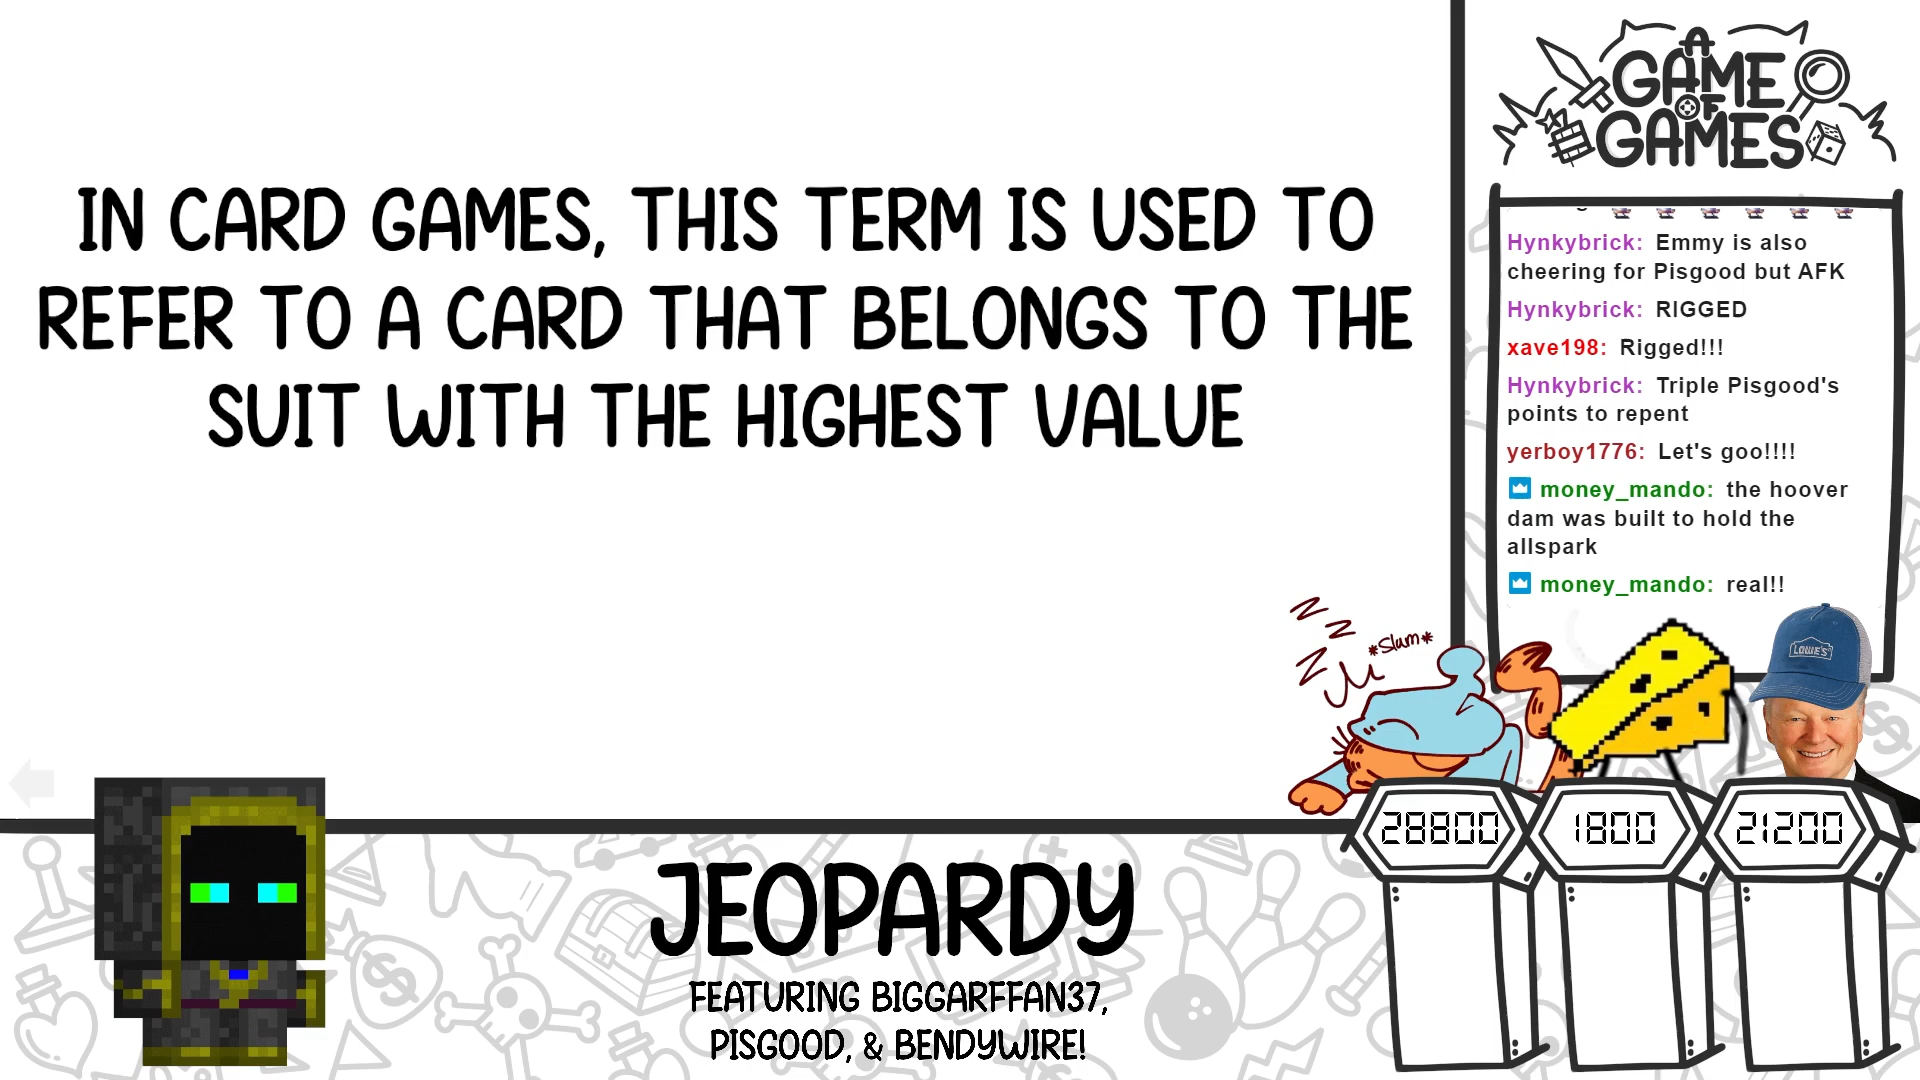 IN CARD GAMES, THIS TERM IS USED TO
REFER TO A CARD THAT BELONGS TO THE
SUIT WITH THE HIGHEST VALUE
A
GAME
OF
GAMES
Hynkybrick: Emmy is also
cheering for Pisgood but AFK
Hynkybrick: RIGGED
xave198: Rigged!!!
Hynkybrick: Triple Pisgood's
points to repent
yerboy1776: Let's goo!!!!
money_mando: the hoover
dam was built to hold the
allspark
money_mando: real!!
z z
z
*Slam*
LOWE'S
28800
1800
21200
JEOPARDY
FEATURING BIGGARFFAN37,
PISGOOD, & BENDYWIRE!